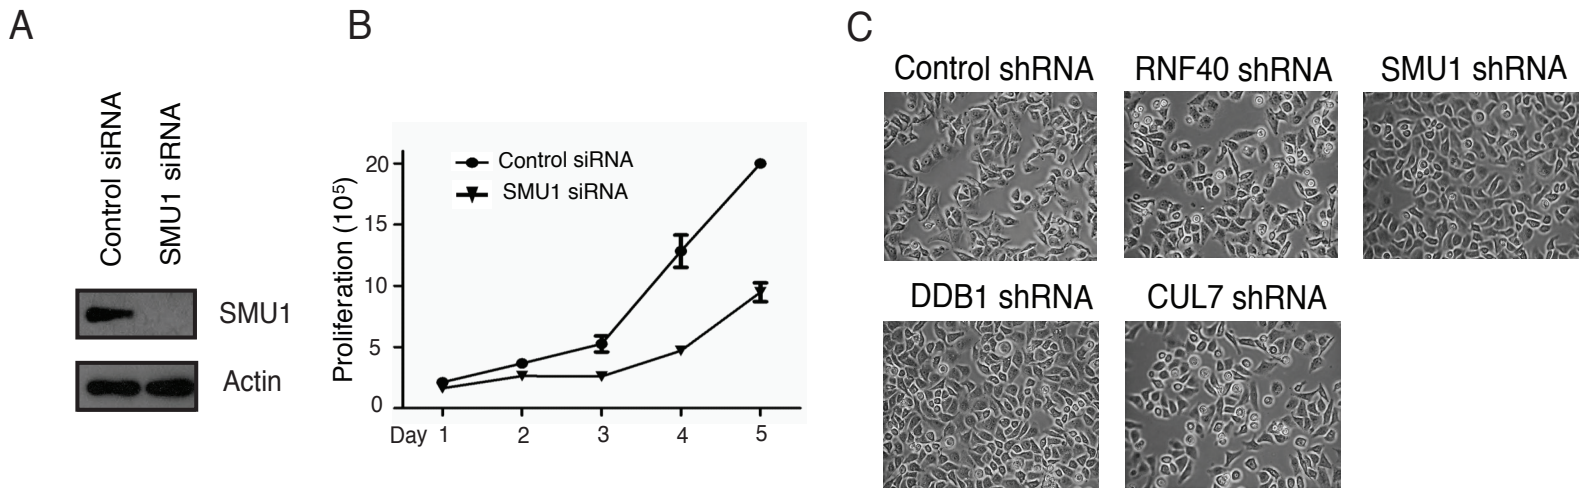 A
Control siRNA
SMU1 siRNA
SMU1
Actin
B
Proliferation (10⁵)
20
15
10
5
0
Control siRNA
SMU1 siRNA
Day 1 2 3 4 5
C
Control shRNA
RNF40 shRNA
SMU1 shRNA
DDB1 shRNA
CUL7 shRNA